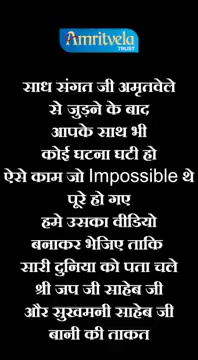 Amritvela
TRUST
साध संगत जी अमृतवेले
से जुड़ने के बाद
आपके साथ भी
कोई घटना घटी हो
ऐसे काम जो Impossible थे
पूरे हो गए
हमे उसका वीडियो
बनाकर भेजिए ताकि
सारी दुनिया को पता चले
श्री जप जी साहेब जी
और सुखमनी साहेब जी
बानी की ताकत